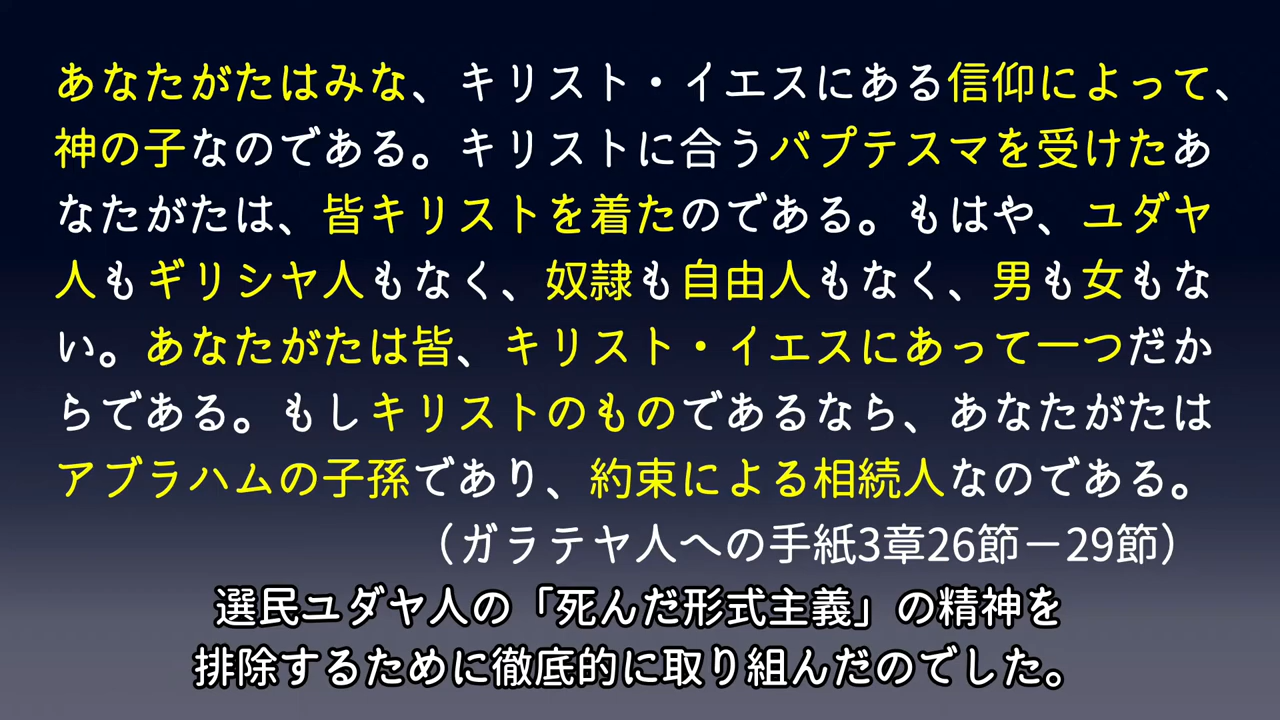 あなたがたはみな、キリスト・イエスにある信仰によって、
神の子なのである。キリストに合うバプテスマを受けたあ
なたがたは、皆キリストを着たのである。もはや、ユダヤ
人もギリシヤ人もなく、奴隷も自由人もなく、男も女もな
い。あなたがたは皆、キリスト・イエスにあって一つだか
らである。もしキリストのものであるなら、あなたがたは
アブラハムの子孫であり、約束による相続人なのである。
（ガラテヤ人への手紙3章26節－29節）
選民ユダヤ人の「死んだ形式主義」の精神を
排除するために徹底的に取り組んだのでした。